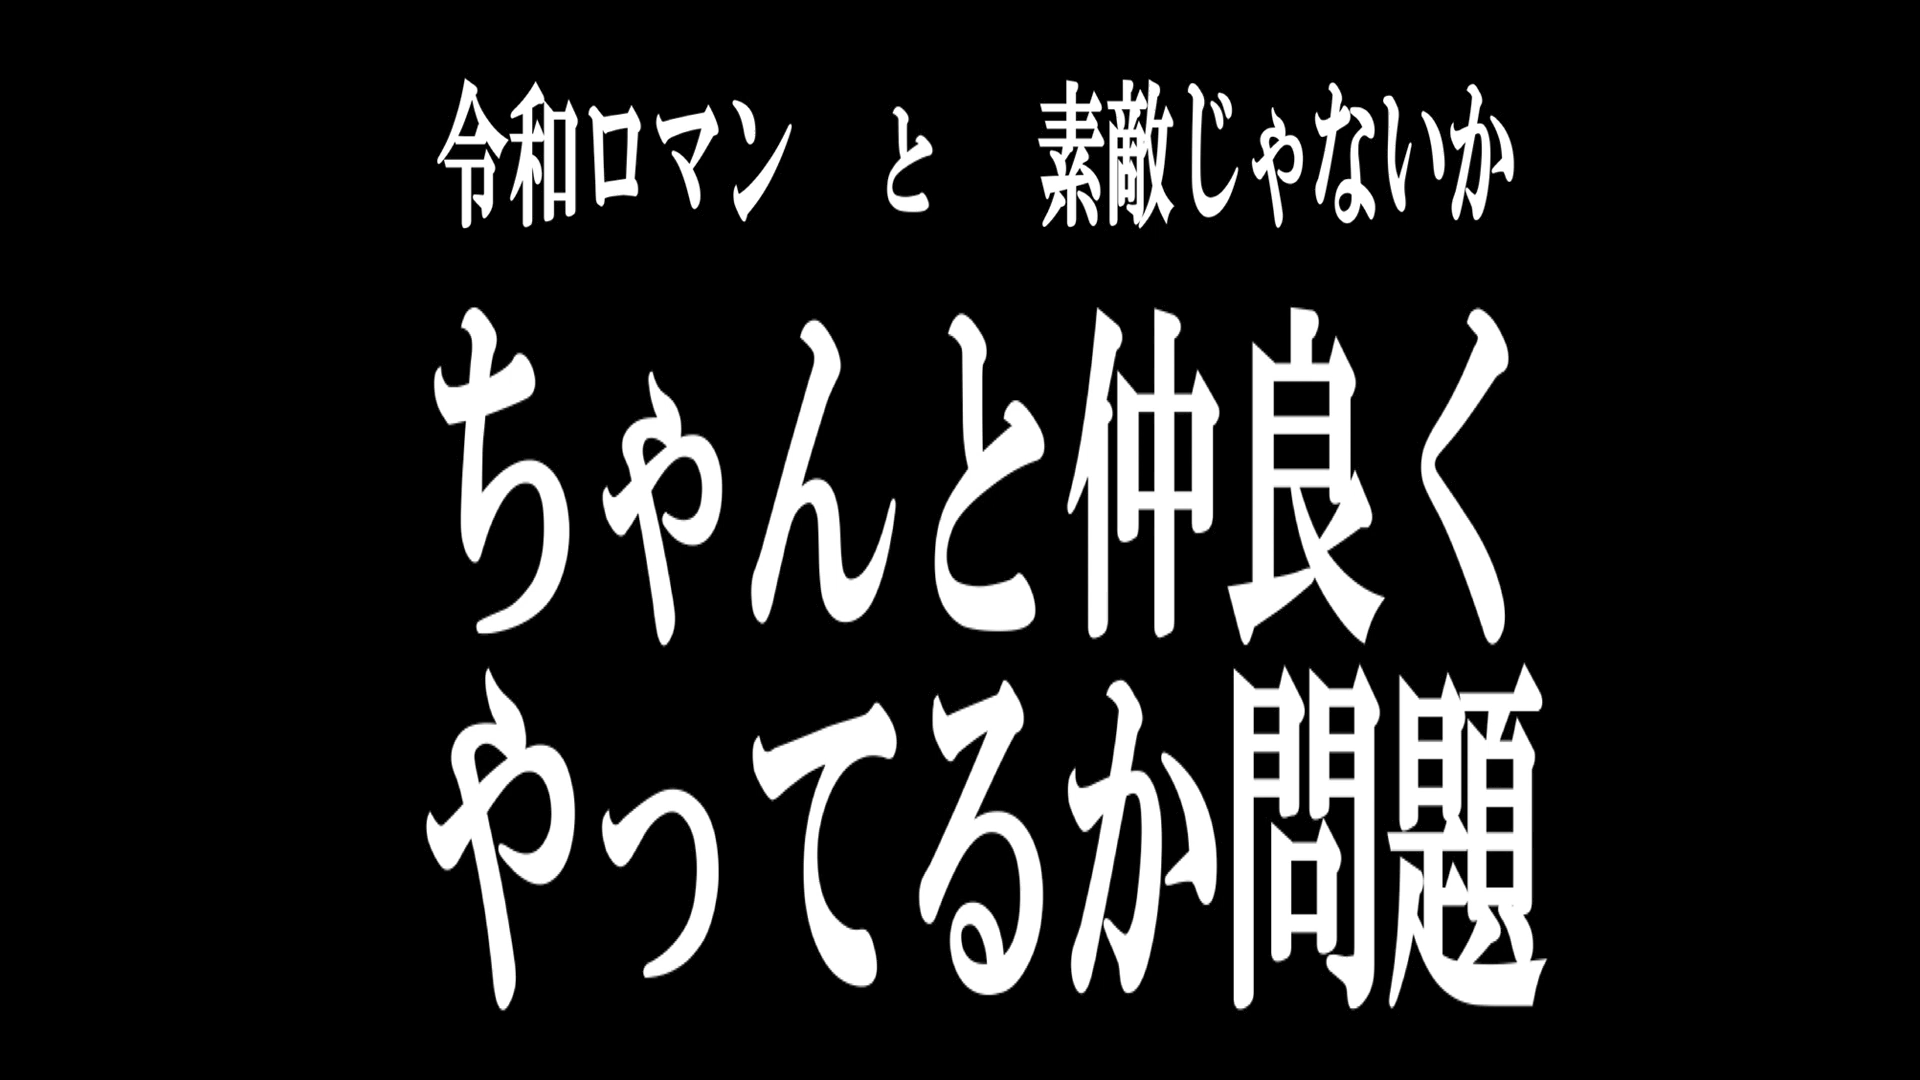 令和ロマン　と　素敵じゃないか
ちゃんと仲良く
やってるか問題